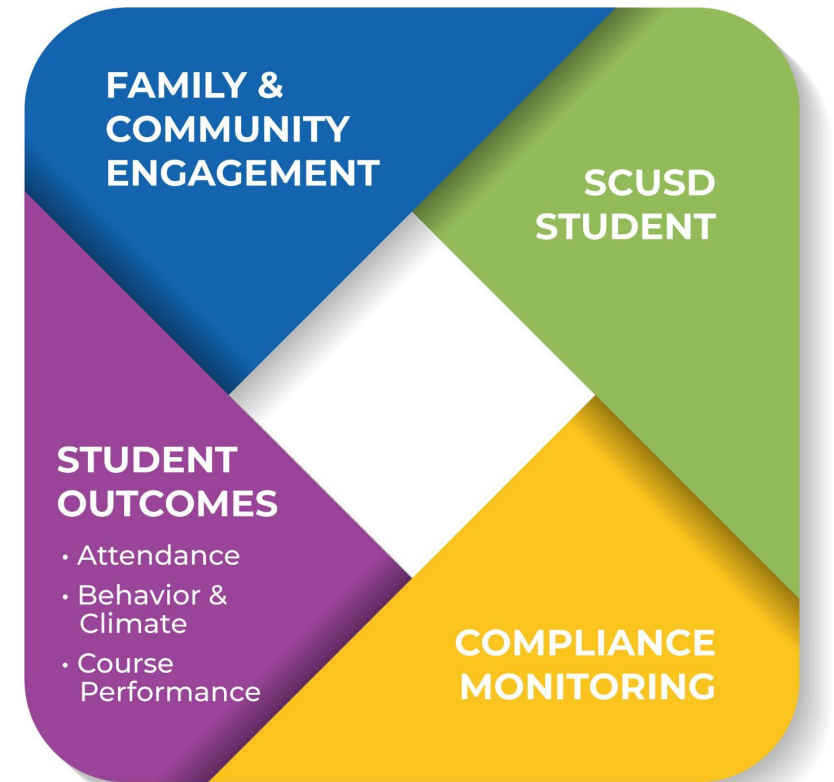 FAMILY &
COMMUNITY
ENGAGEMENT
SCUSD
STUDENT
STUDENT
OUTCOMES
• Attendance
• Behavior &
Climate
• Course
Performance
COMPLIANCE
MONITORING